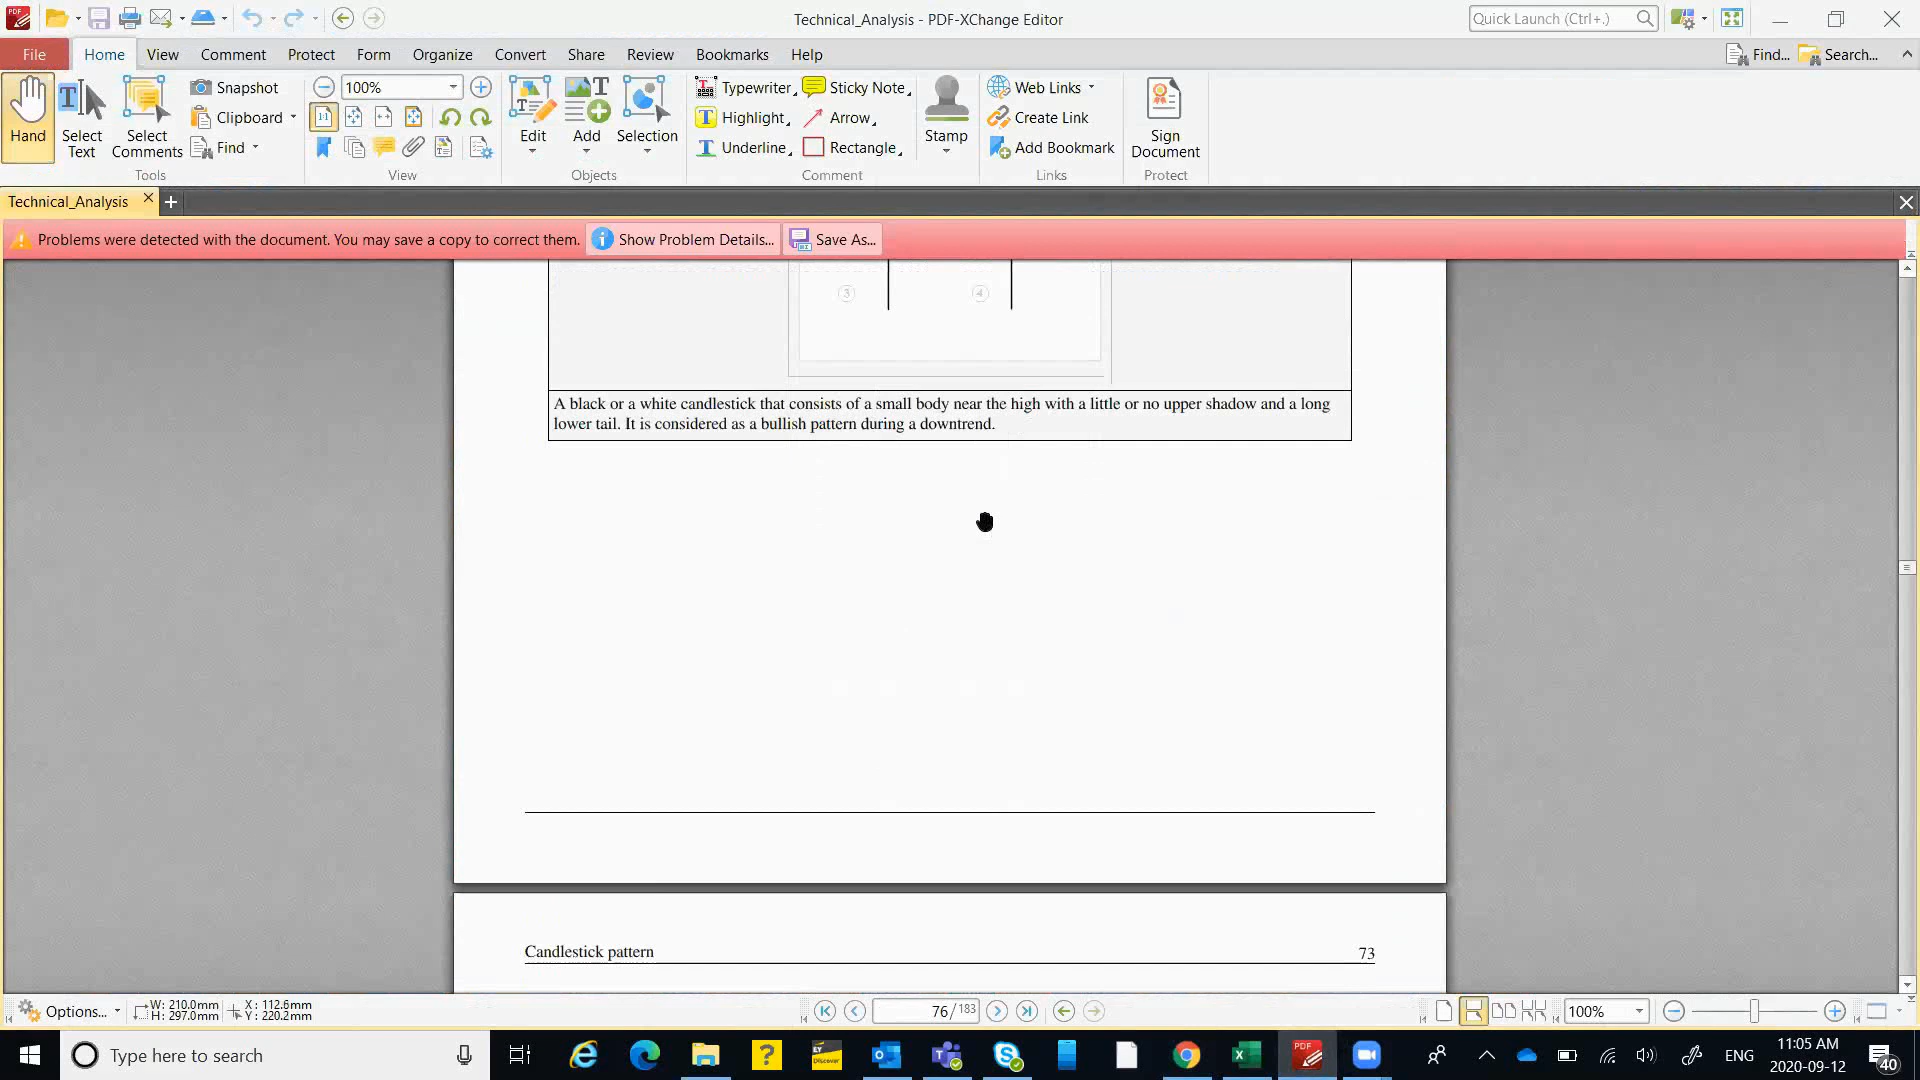 Technical_Analysis - PDF-XChange Editor
Quick Launch (Ctrl+.)
File Home View Comment Protect Form Organize Convert Share Review Bookmarks Help
Find... Search...
Hand
Select Text
Select Comments
Snapshot
Clipboard
Find
Tools
100%
View
Edit
Add
Selection
Objects
Typewriter
Highlight
Underline
Sticky Note
Arrow
Rectangle
Stamp
Comment
Web Links
Create Link
Add Bookmark
Links
Sign Document
Protect
Technical_Analysis
Problems were detected with the document. You may save a copy to correct them. Show Problem Details... Save As...
3 4
A black or a white candlestick that consists of a small body near the high with a little or no upper shadow and a long
lower tail. It is considered as a bullish pattern during a downtrend.
Candlestick pattern 73
Options...
W: 210.0mm
H: 297.0mm
X: 112.6mm
Y: 220.2mm
76 / 183
100%
Type here to search
ENG
11:05 AM
2020-09-12
40